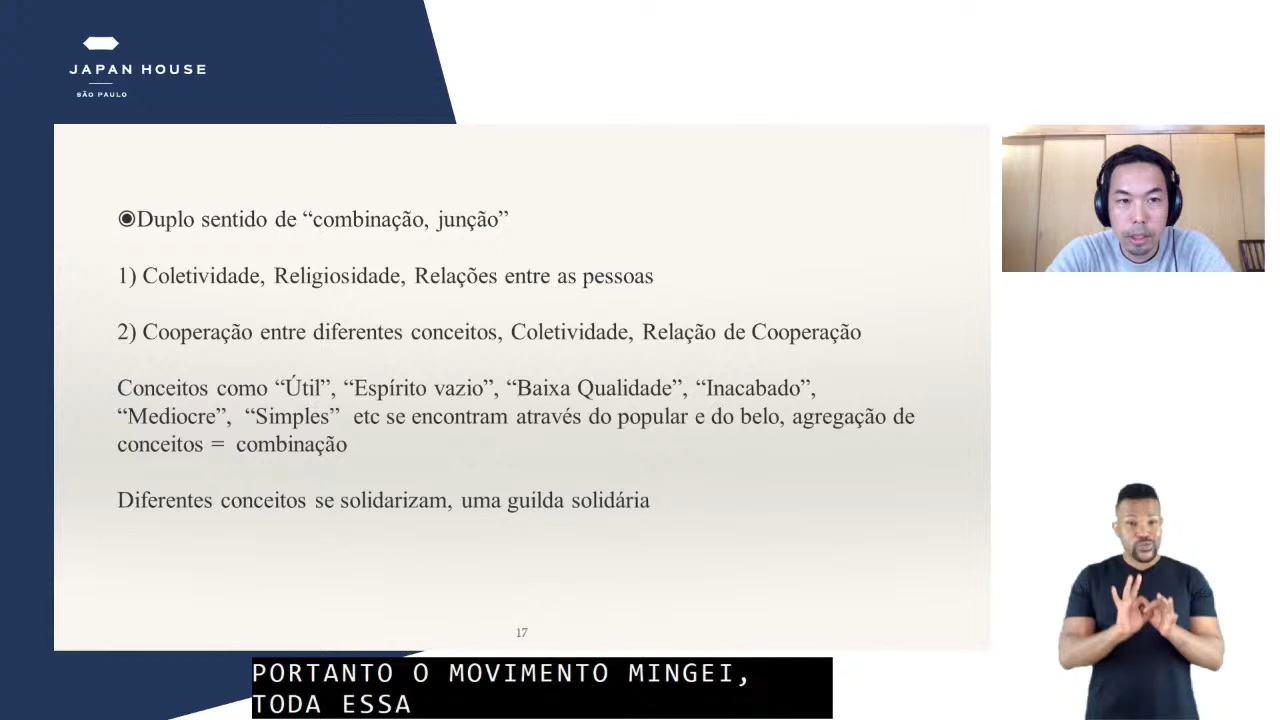 JAPAN HOUSE
SÃO PAULO
◉Duplo sentido de “combinação, junção”
1) Coletividade, Religiosidade, Relações entre as pessoas
2) Cooperação entre diferentes conceitos, Coletividade, Relação de Cooperação
Conceitos como “Útil”, “Espírito vazio”, “Baixa Qualidade”, “Inacabado”,
“Mediocre”, “Simples” etc se encontram através do popular e do belo, agregação de
conceitos = combinação
Diferentes conceitos se solidarizam, uma guilda solidária
17
PORTANTO O MOVIMENTO MINGEI,
TODA ESSA